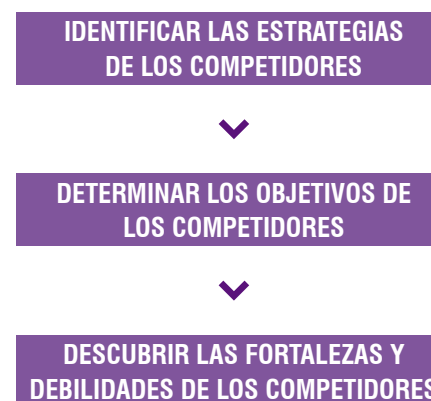 IDENTIFICAR LAS ESTRATEGIAS
DE LOS COMPETIDORES
DETERMINAR LOS OBJETIVOS DE
LOS COMPETIDORES
DESCUBRIR LAS FORTALEZAS Y
DEBILIDADES DE LOS COMPETIDORES